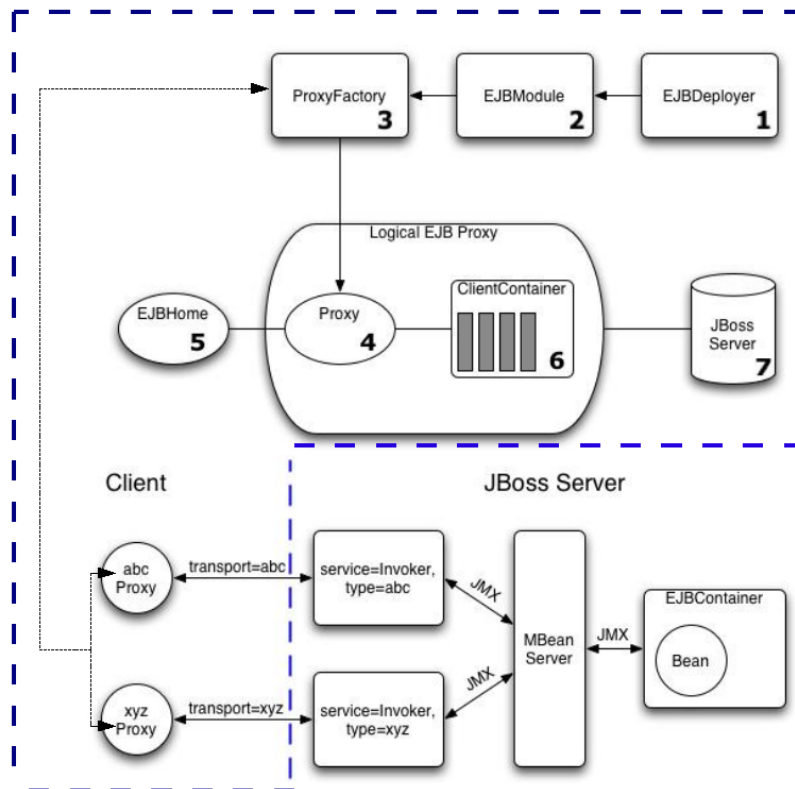 ProxyFactory
3
EJBModule
2
EJBDeployer
1
Logical EJB Proxy
EJBHome
5
Proxy
4
ClientContainer
6
JBoss
Server
7
Client
JBoss Server
abc
Proxy
transport=abc
service=Invoker,
type=abc
JMX
MBean
Server
JMX
EJBContainer
Bean
JMX
xyz
Proxy
transport=xyz
service=Invoker,
type=xyz